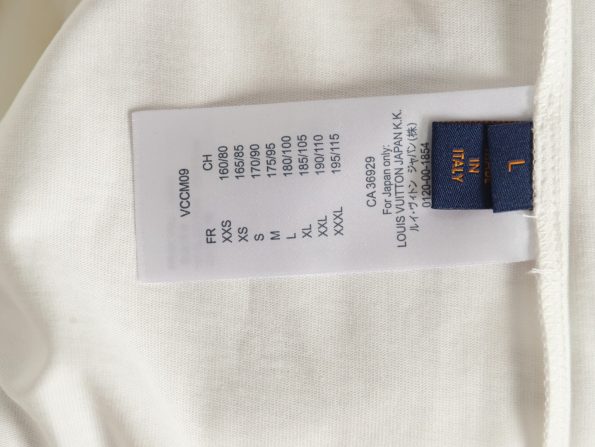 VCCM09
FR CH
XXS 160/80
XS 165/85
S 170/90
M 175/95
L 180/100
XL 185/105
XXL 190/110
XXXL 195/115
CA 36929
For Japan only:
LOUIS VUITTON JAPAN K.K.
ルイ・ヴィトン ジャパン(株)
0120-00-1854
IN
ITALY
L